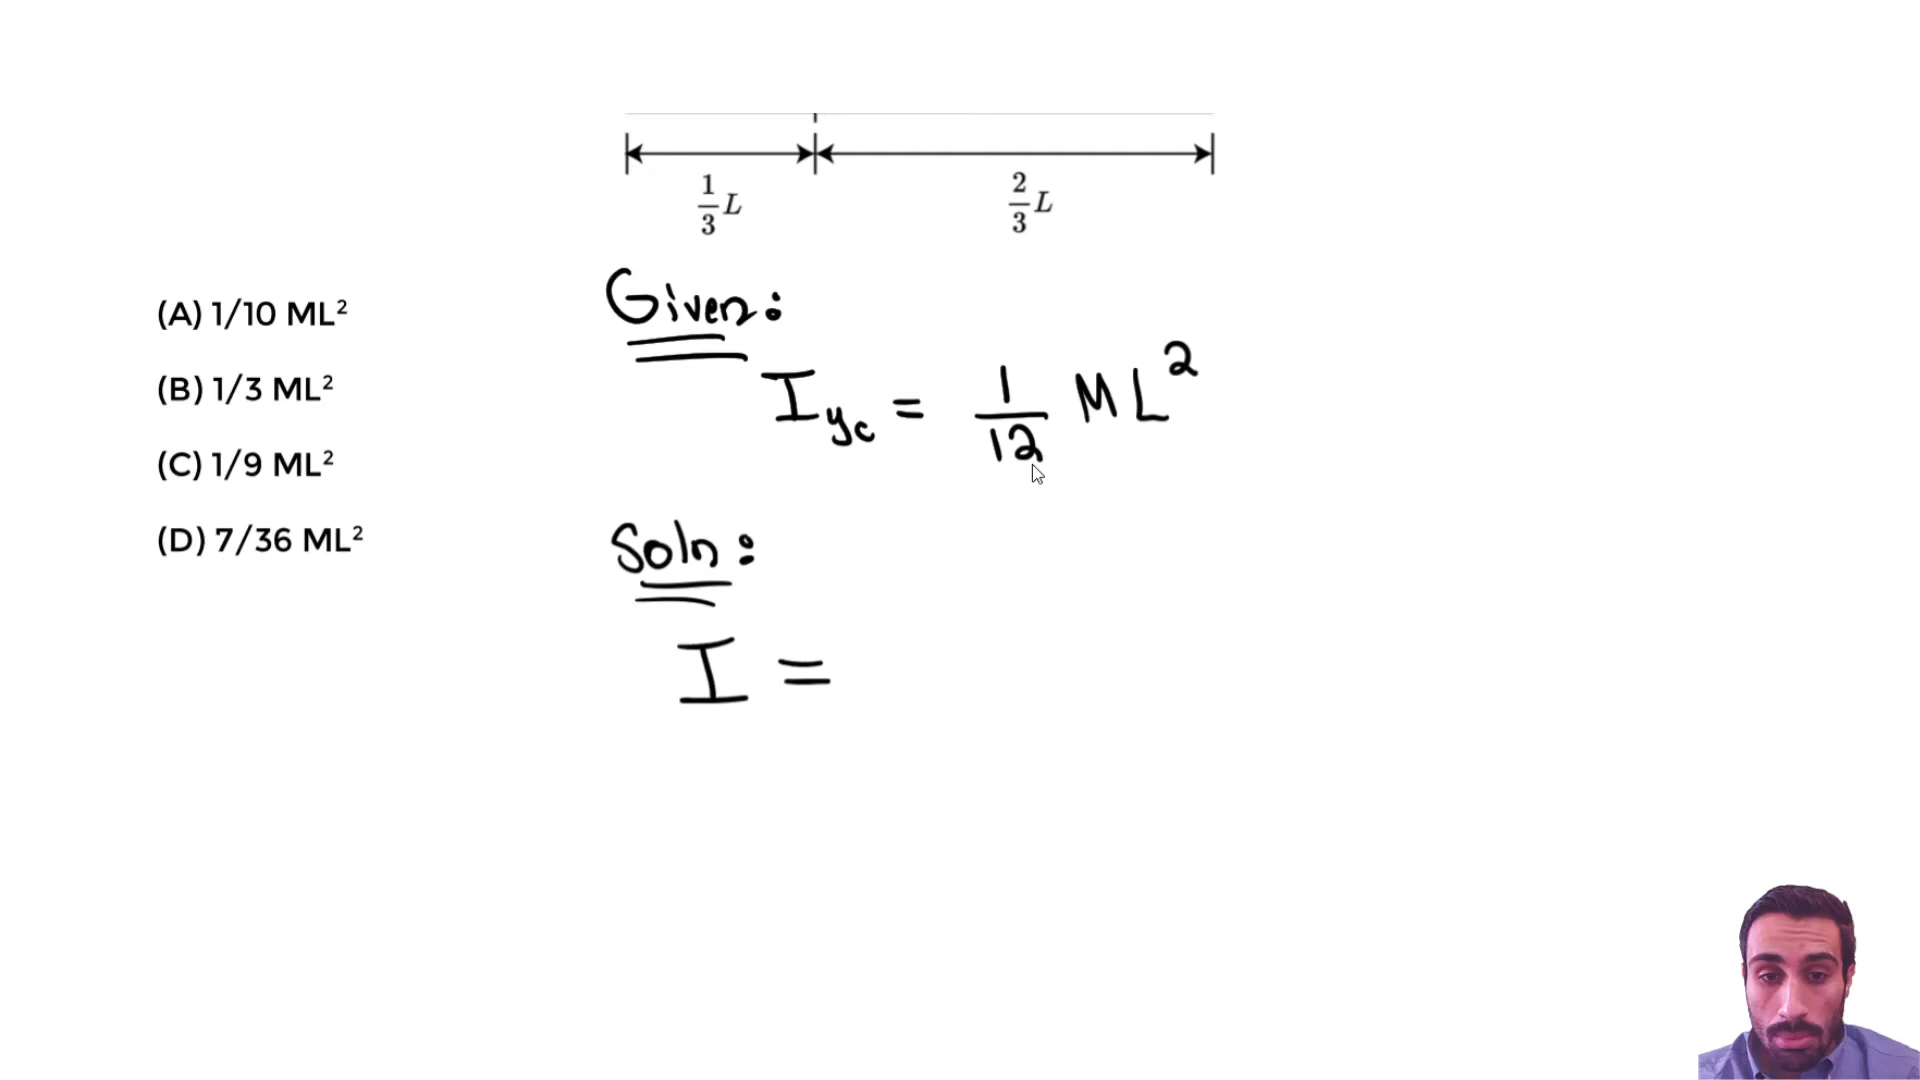 1/3 L
2/3 L
(A) 1/10 ML²
(B) 1/3 ML²
(C) 1/9 ML²
(D) 7/36 ML²
Given:
I_yc = 1/12 ML²
Soln:
I =